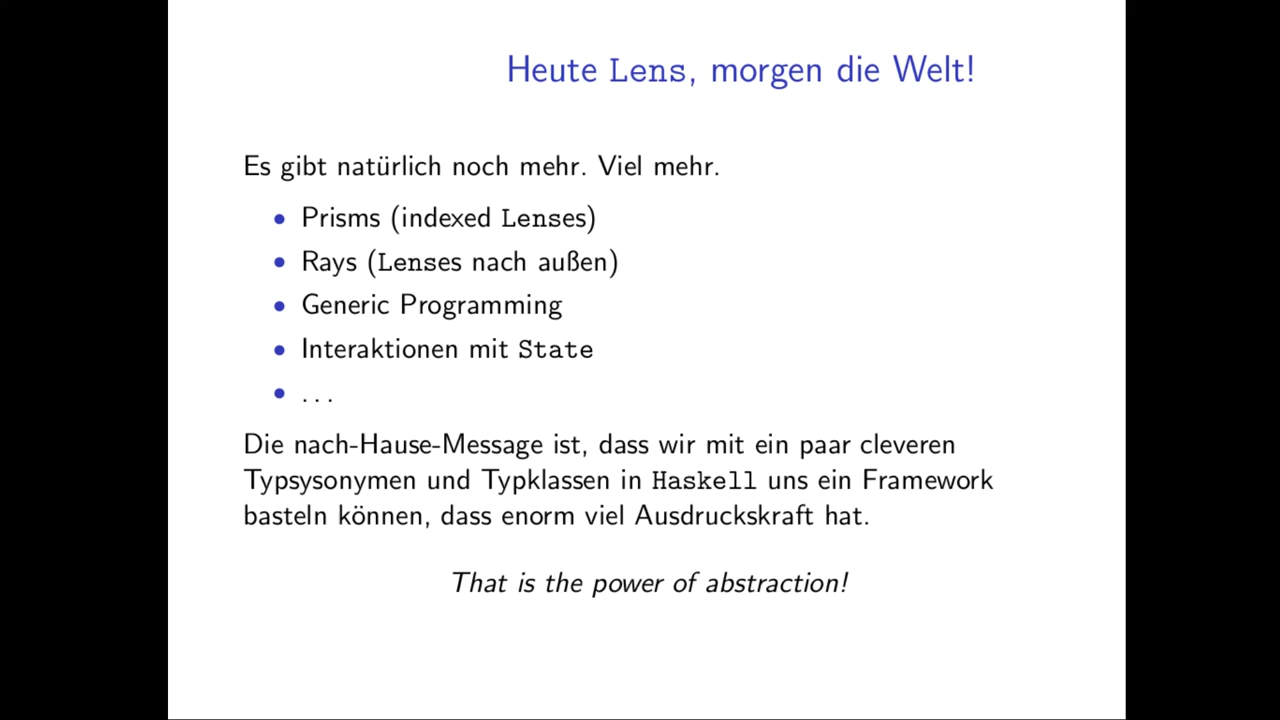 Heute Lens, morgen die Welt!
Es gibt natürlich noch mehr. Viel mehr.
• Prisms (indexed Lenses)
• Rays (Lenses nach außen)
• Generic Programming
• Interaktionen mit State
• ...
Die nach-Hause-Message ist, dass wir mit ein paar cleveren
Typsysonymen und Typklassen in Haskell uns ein Framework
basteln können, dass enorm viel Ausdruckskraft hat.
That is the power of abstraction!